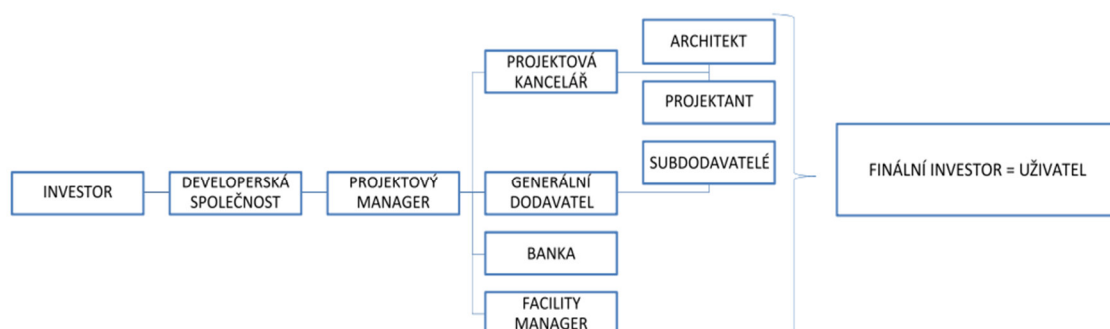 INVESTOR
DEVELOPERSKÁ
SPOLEČNOST
PROJEKTOVÝ
MANAGER
PROJEKTOVÁ
KANCELÁŘ
ARCHITEKT
PROJEKTANT
GENERÁLNÍ
DODAVATEL
SUBDODAVATELÉ
BANKA
FACILITY
MANAGER
FINÁLNÍ INVESTOR = UŽIVATEL